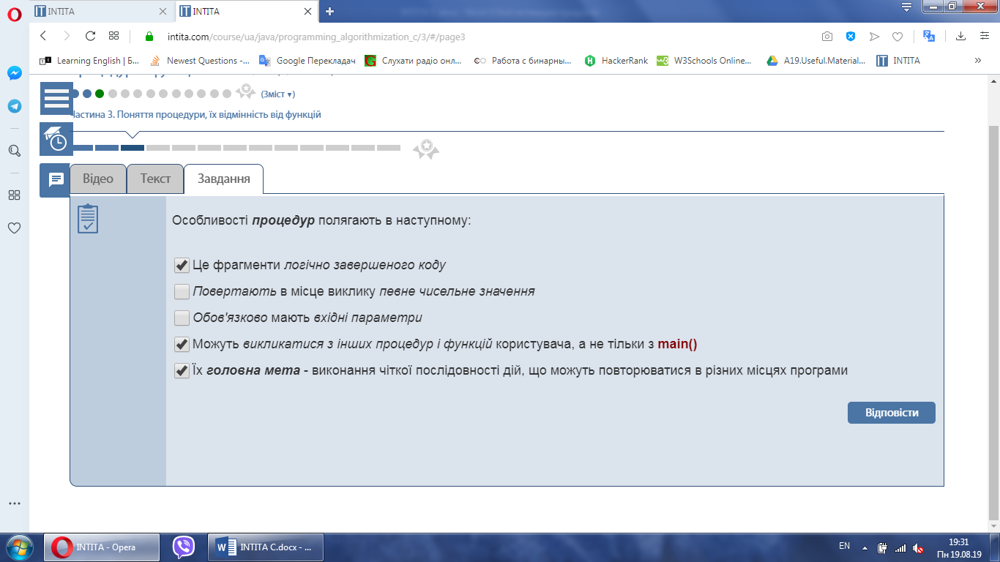 INTITA
INTITA
intita.com/course/ua/java/programming_algorithmization_c/3/#/page3
Learning English | Б...
Newest Questions -...
Google Перекладач
Слухати радіо онл...
Работа с бинарны...
HackerRank
W3Schools Online...
A19.Useful.Material...
INTITA
(Зміст ▾)
Частина 3. Поняття процедури, їх відмінність від функцій
Відео
Текст
Завдання
Особливості процедур полягають в наступному:
Це фрагменти логічно завершеного коду
Повертають в місце виклику певне чисельне значення
Обов'язково мають вхідні параметри
Можуть викликатися з інших процедур і функцій користувача, а не тільки з main()
Їх головна мета - виконання чіткої послідовності дій, що можуть повторюватися в різних місцях програми
Відповісти
INTITA - Opera
INTITA C.docx - ...
EN
19:31
Пн 19.08.19